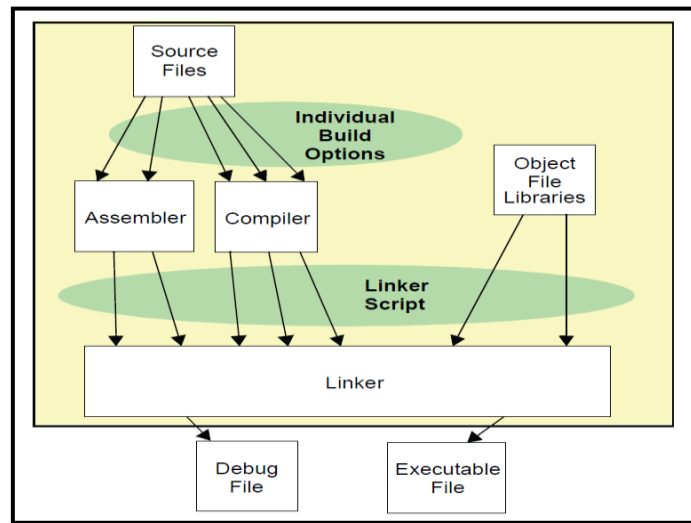 Source
Files
Individual
Build
Options
Object
File
Libraries
Assembler
Compiler
Linker
Script
Linker
Debug
File
Executable
File